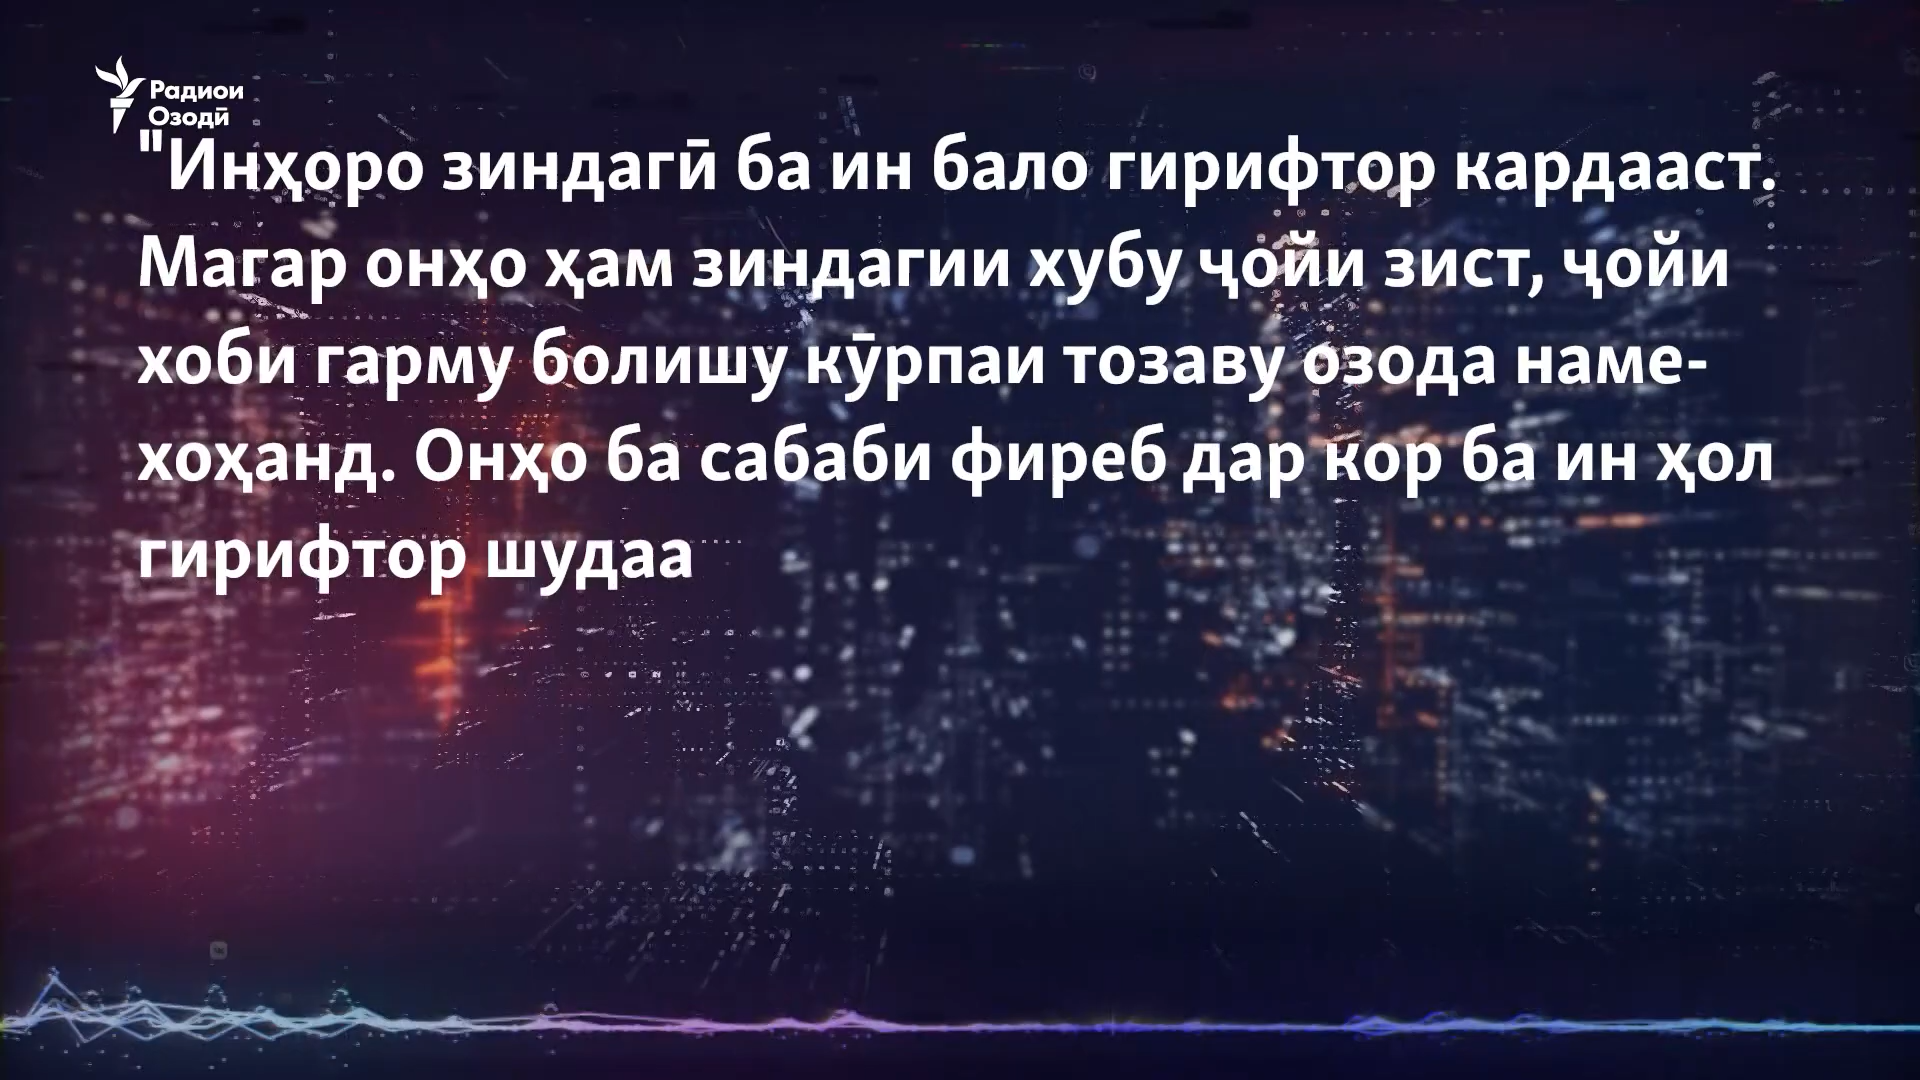 Радиои
Озодӣ
"Инҳоро зиндагӣ ба ин бало гирифтор кардааст.
Магар онҳо ҳам зиндагии хубу ҷойи зист, ҷойи
хоби гарму болишу кӯрпаи тозаву озода наме-
хоҳанд. Онҳо ба сабаби фиреб дар кор ба ин ҳол
гирифтор шудаа